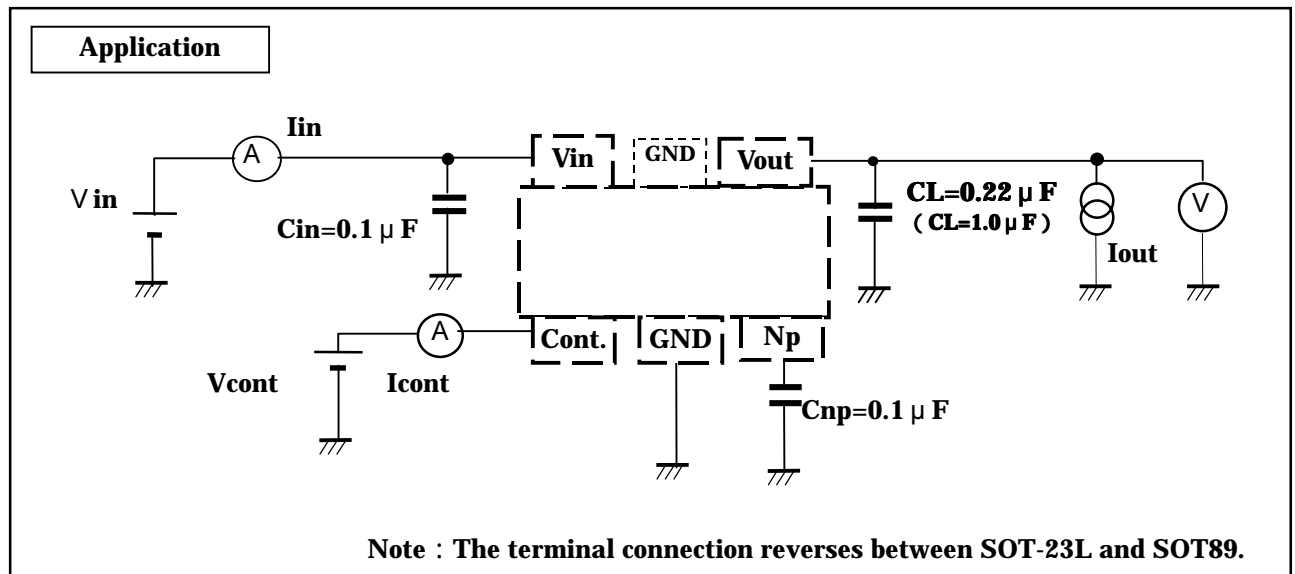 Application
Iin
A
Vin
GND
Vout
V in
Cin=0.1 μ F
CL=0.22 μ F
( CL=1.0 μ F )
V
Iout
A
Cont.
GND
Np
Vcont
Icont
Cnp=0.1 μ F
Note : The terminal connection reverses between SOT-23L and SOT89.